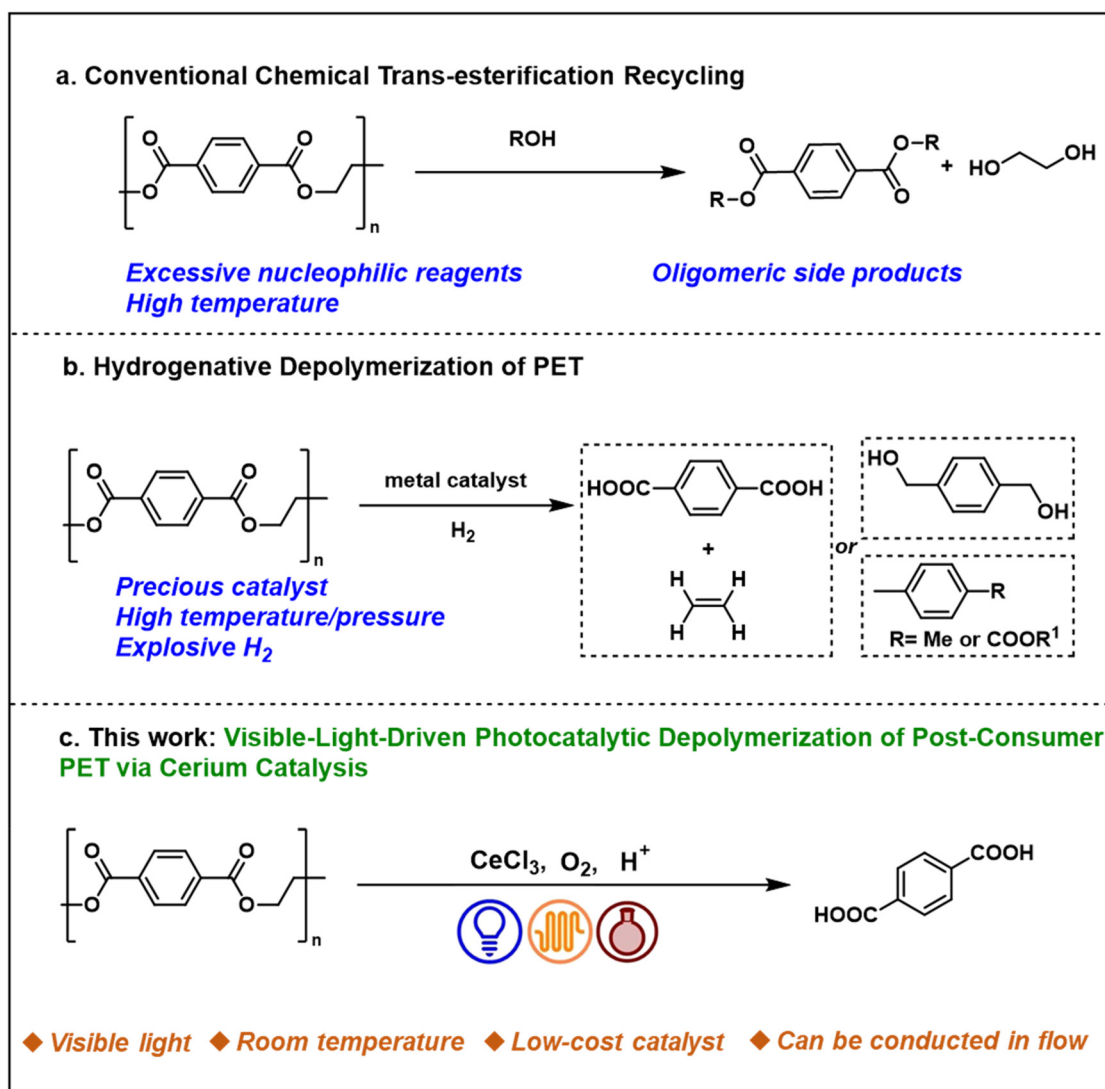 a. Conventional Chemical Trans-esterification Recycling
O
O
O
O
n
ROH
O
O–R
R–O
O
+
HO
OH
Excessive nucleophilic reagents
High temperature
Oligomeric side products
b. Hydrogenative Depolymerization of PET
O
O
O
O
n
metal catalyst
H2
HOOC
COOH
+
H
H
H
H
or
HO
OH
R
R= Me or COOR1
Precious catalyst
High temperature/pressure
Explosive H2
c. This work: Visible-Light-Driven Photocatalytic Depolymerization of Post-Consumer
PET via Cerium Catalysis
O
O
O
O
n
CeCl3, O2, H+
COOH
HOOC
◆ Visible light ◆ Room temperature ◆ Low-cost catalyst ◆ Can be conducted in flow